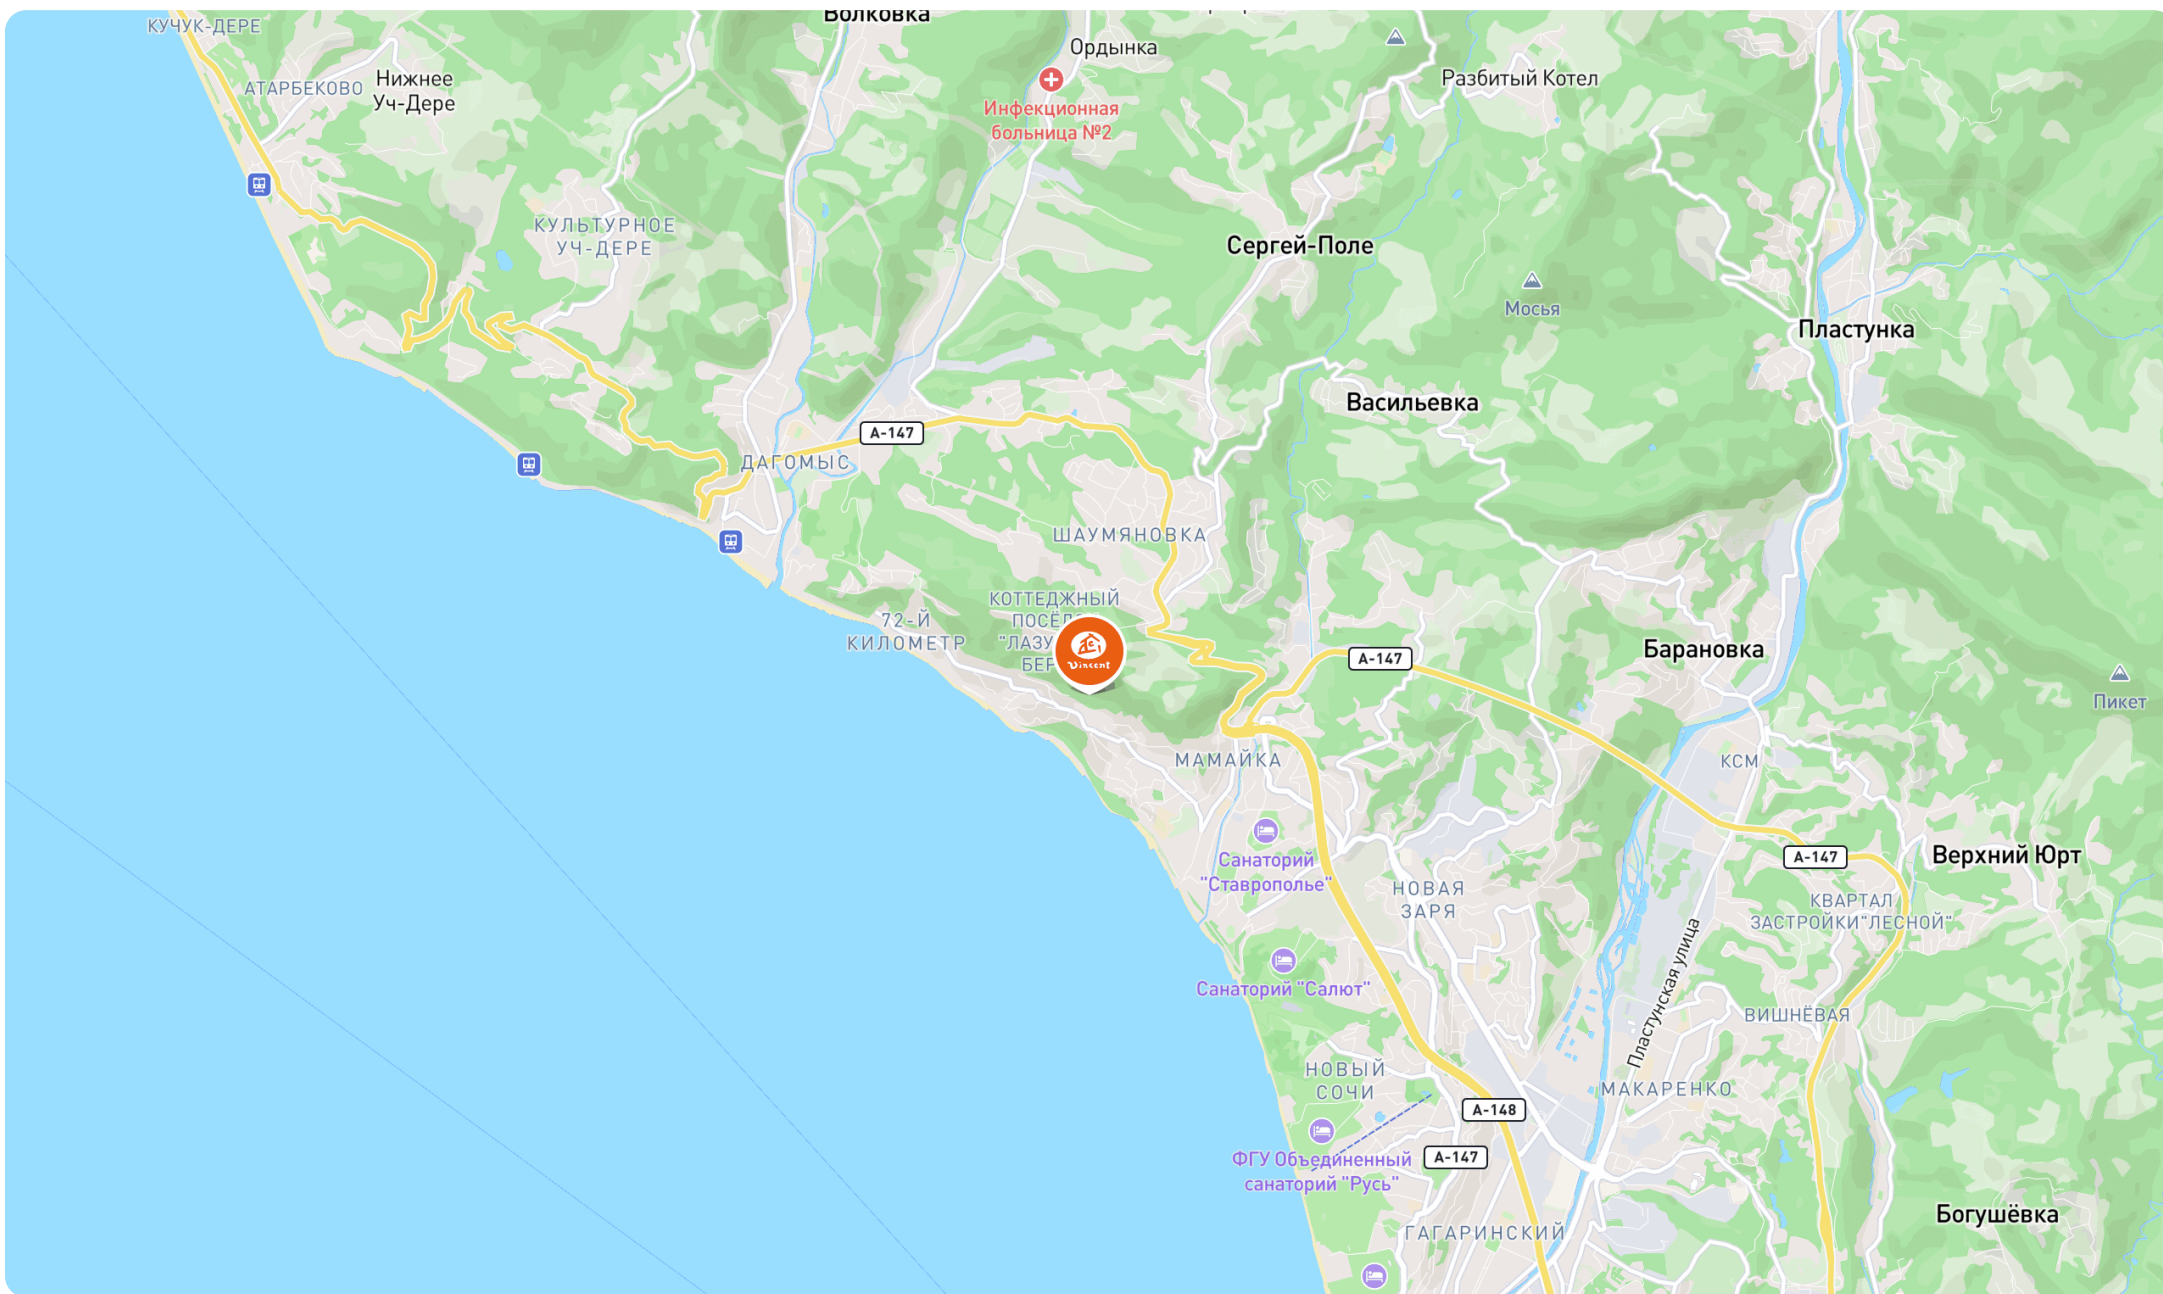 Волковка
КУЧУК-ДЕРЕ
Ордынка
АТАРБЕКОВО
Нижнее
Уч-Дере
Разбитый Котел
Инфекционная
больница №2
КУЛЬТУРНОЕ
УЧ-ДЕРЕ
Сергей-Поле
Мосья
Пластунка
Васильевка
А-147
ДАГОМЫС
ШАУМЯНОВКА
КОТТЕДЖНЫЙ
72-Й
КИЛОМЕТР
Vincent
А-147
Барановка
Пикет
МАМАЙКА
КСМ
Санаторий
"Ставрополье"
А-147
Верхний Юрт
НОВАЯ
ЗАРЯ
КВАРТАЛ
ЗАСТРОЙКИ"ЛЕСНОЙ"
Пластунская улица
Санаторий "Салют"
ВИШНЁВАЯ
НОВЫЙ
СОЧИ
МАКАРЕНКО
А-148
А-147
ФГУ Объединенный
санаторий "Русь"
Богушёвка
ГАГАРИНСКИЙ